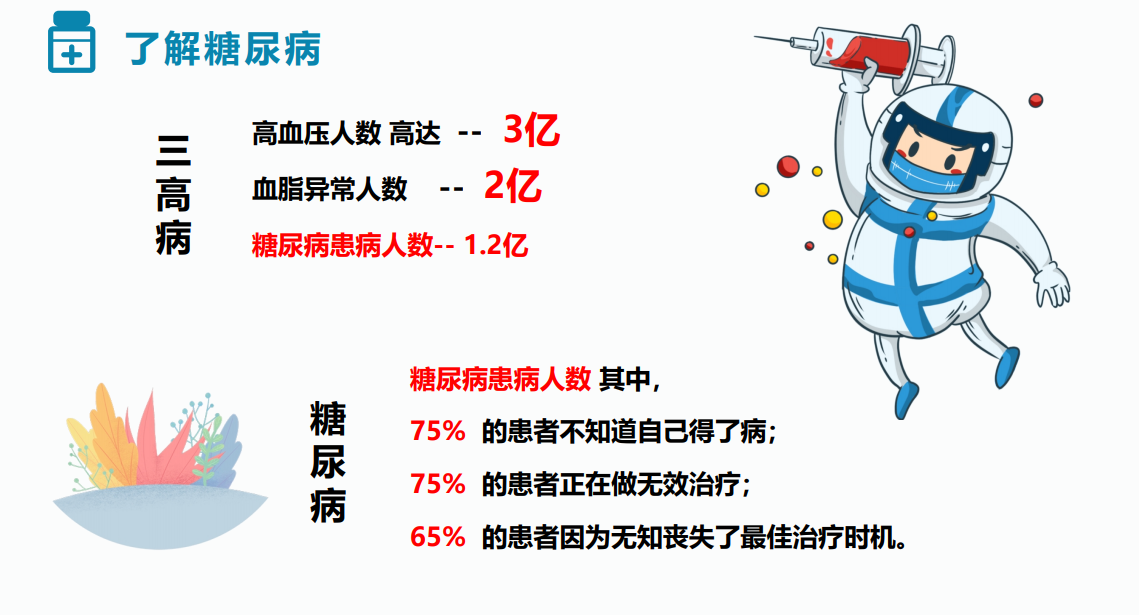 了解糖尿病
三高病
高血压人数 高达 -- 3亿
血脂异常人数 -- 2亿
糖尿病患病人数-- 1.2亿
糖尿病
糖尿病患病人数 其中，
75% 的患者不知道自己得了病；
75% 的患者正在做无效治疗；
65% 的患者因为无知丧失了最佳治疗时机。